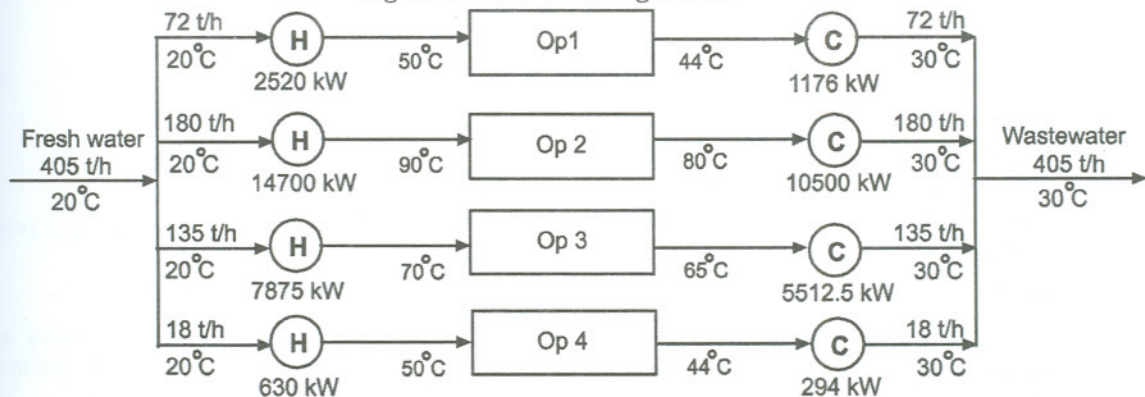 72 t/h
20°C
H
2520 kW
50°C
Op1
44°C
C
1176 kW
72 t/h
30°C
Fresh water
405 t/h
20°C
180 t/h
20°C
H
14700 kW
90°C
Op 2
80°C
C
10500 kW
180 t/h
30°C
Wastewater
405 t/h
30°C
135 t/h
20°C
H
7875 kW
70°C
Op 3
65°C
C
5512.5 kW
135 t/h
30°C
18 t/h
20°C
H
630 kW
50°C
Op 4
44°C
C
294 kW
18 t/h
30°C